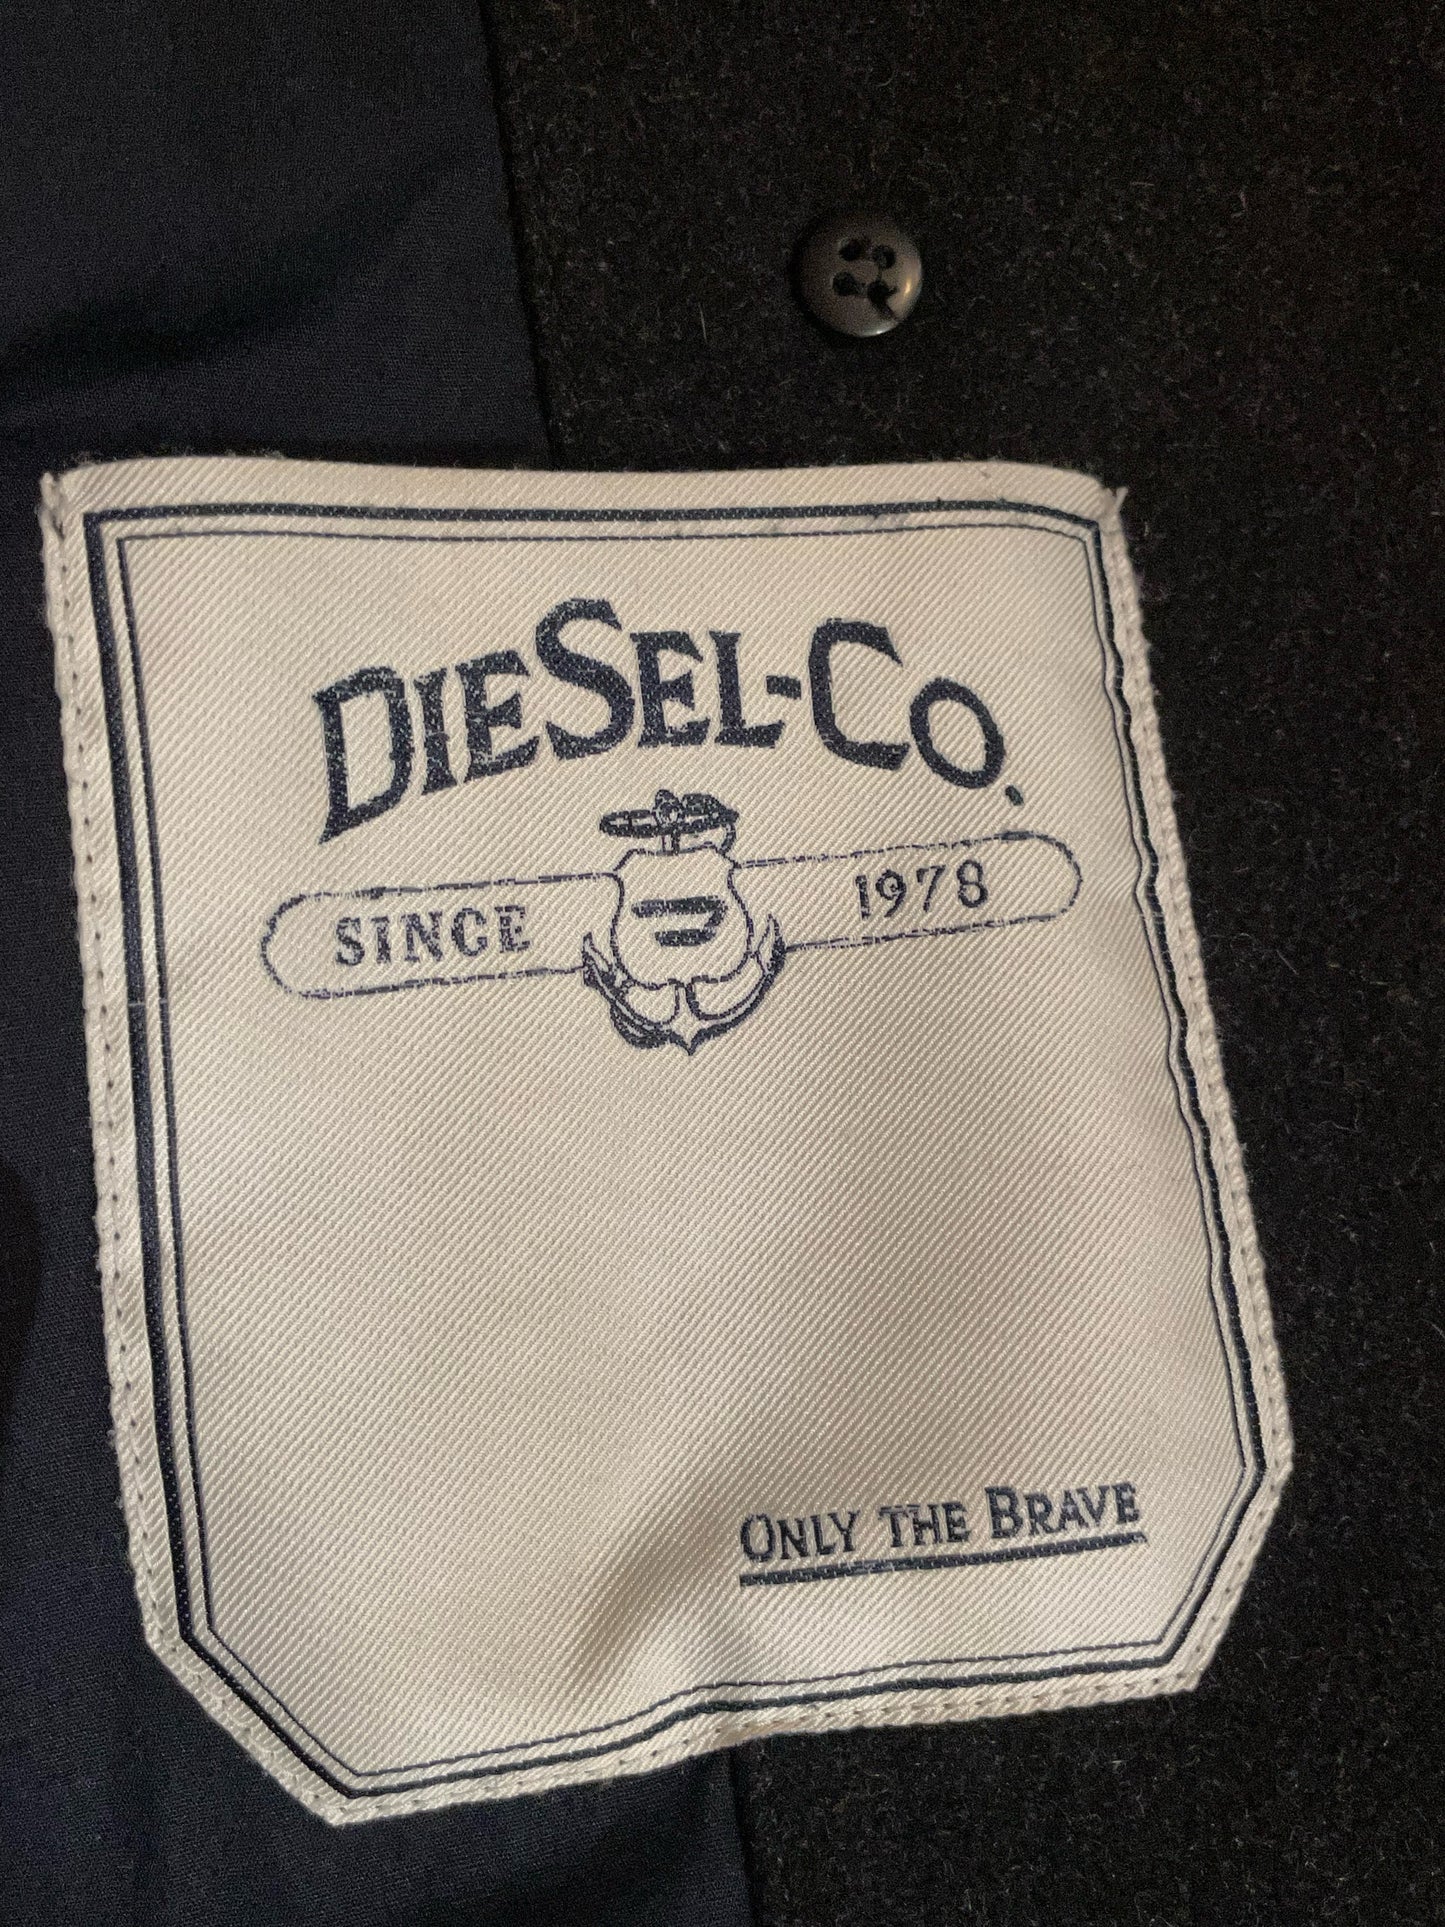 DIESEL-CO.
SINCE 1978
ONLY THE BRAVE